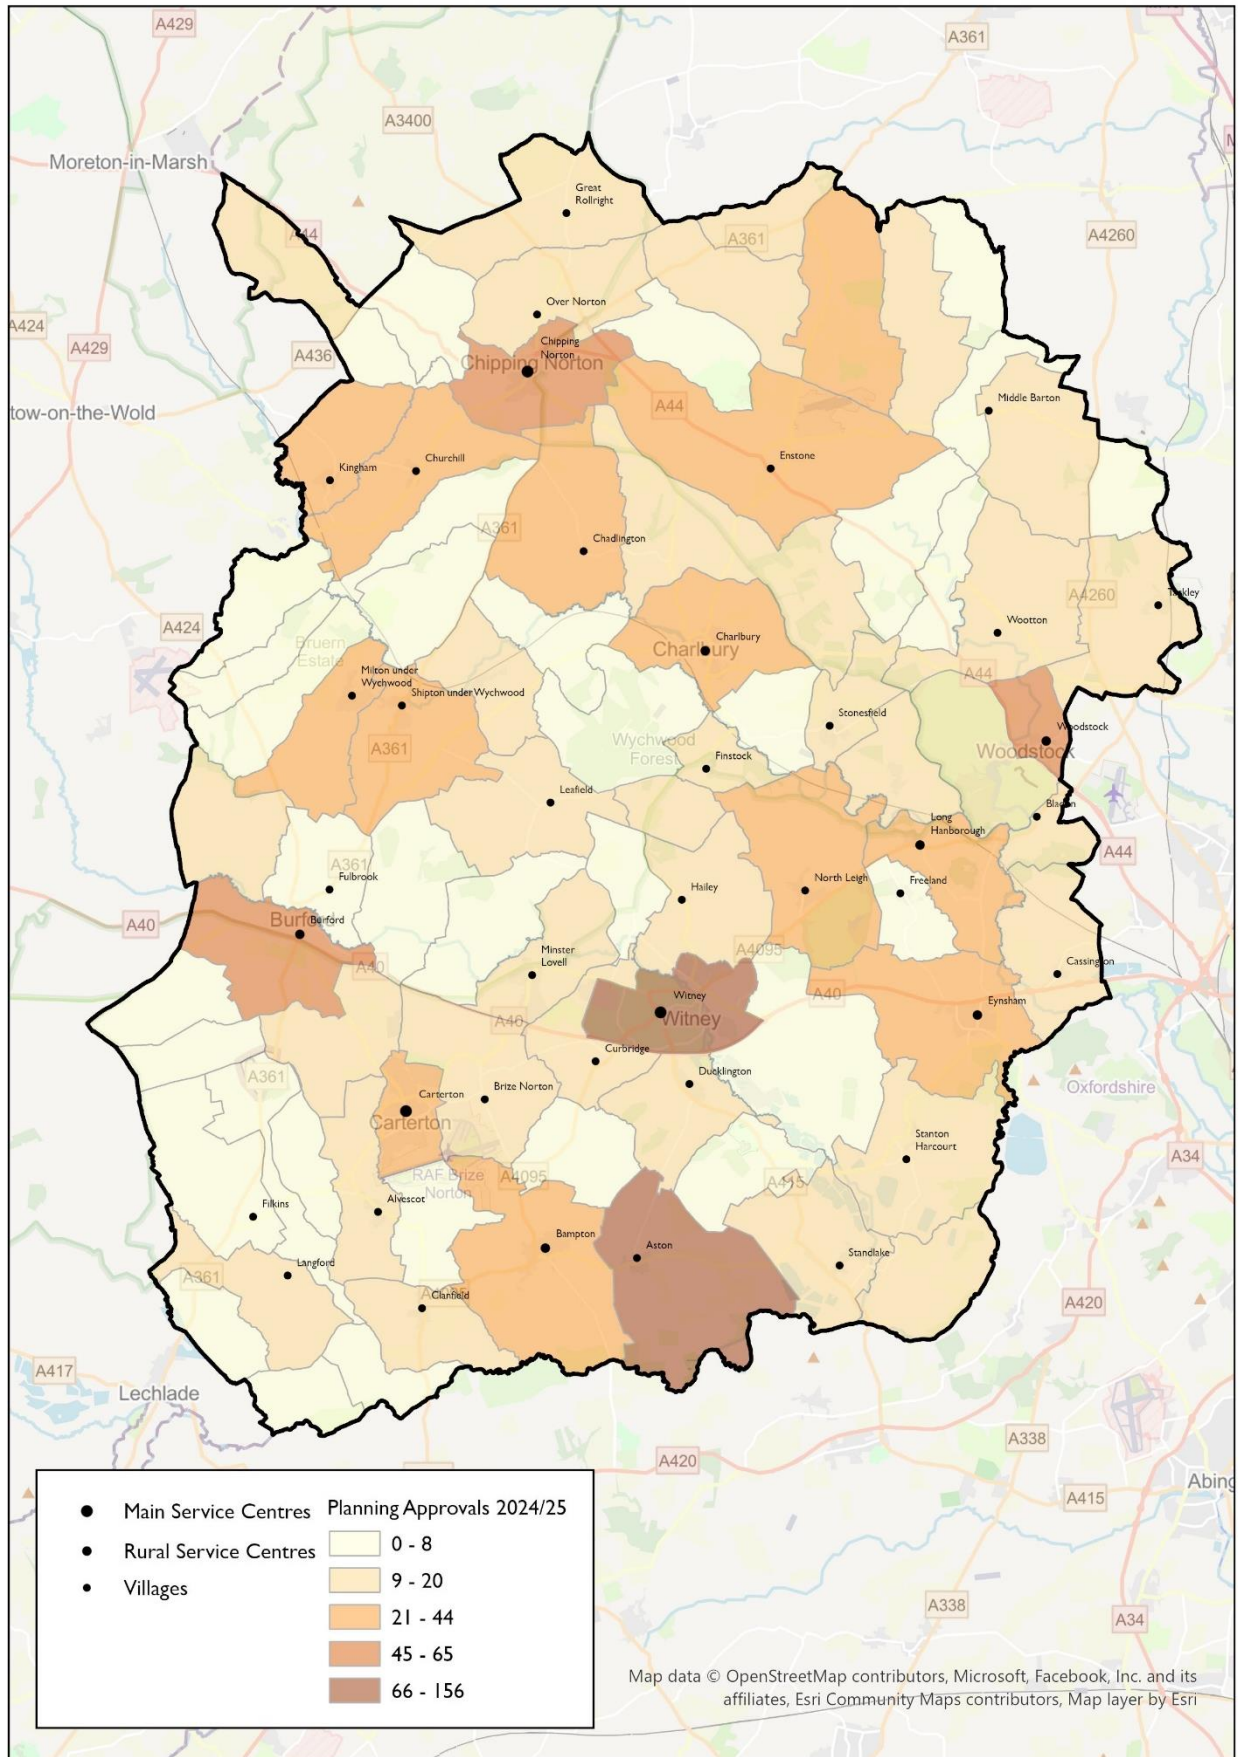 A429
A361
A3400
Moreton-in-Marsh
Great
Rollright
A44
A361
A4260
Over Norton
A424
A429
A436
Chipping
Norton
Chipping Norton
A44
tow-on-the-Wold
Middle Barton
Kingham
Churchill
Enstone
A361
Chadlington
A4260
Tackley
A424
Wootton
Bruern
Estate
Charlbury
Charlbury
A44
Milton under
Wychwood
Shipton under Wychwood
Stonesfield
Woodstock
Woodstock
A361
Wychwood
Forest
Finstock
Leafield
Bladon
Long
Hanborough
A44
A361
Fulbrook
Hailey
North Leigh
Freeland
A40
Burford
Burford
A4095
Minster
Lovell
Cassington
A40
A40
Witney
Witney
Eynsham
A40
Curbridge
A361
Ducklington
Oxfordshire
Brize Norton
Carterton
Carterton
Stanton
Harcourt
A34
RAF Brize
Norton
A4095
A415
Filkins
Alvescot
Bampton
Aston
Standlake
Langford
A361
Clanfield
A420
A417
Lechlade
A338
A420
Abing
A415
Main Service Centres
Rural Service Centres
Villages
Planning Approvals 2024/25
0 - 8
9 - 20
21 - 44
45 - 65
66 - 156
A338
A34
Map data © OpenStreetMap contributors, Microsoft, Facebook, Inc. and its
affiliates, Esri Community Maps contributors, Map layer by Esri